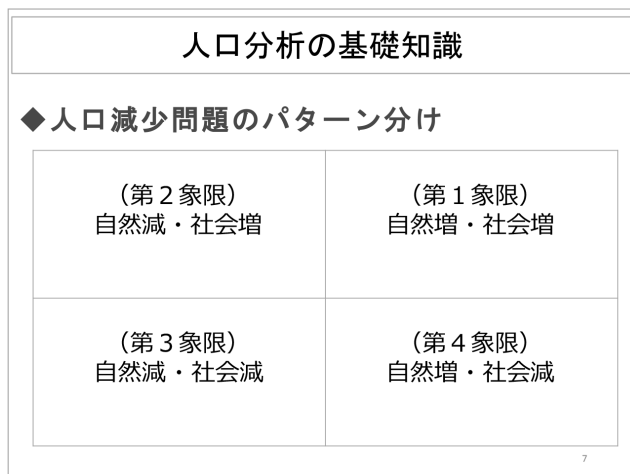 人口分析の基礎知識
◆人口減少問題のパターン分け
（第２象限）
自然減・社会増
（第１象限）
自然増・社会増
（第３象限）
自然減・社会減
（第４象限）
自然増・社会減
7